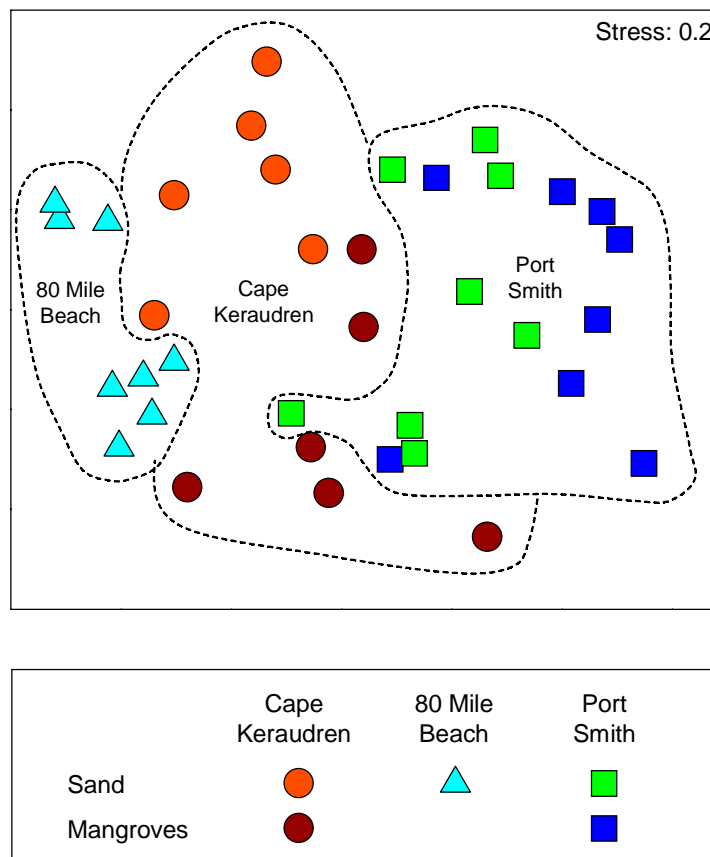 Stress: 0.2
80 Mile
Beach
Cape
Keraudren
Port
Smith
Cape
Keraudren
80 Mile
Beach
Port
Smith
Sand
Mangroves